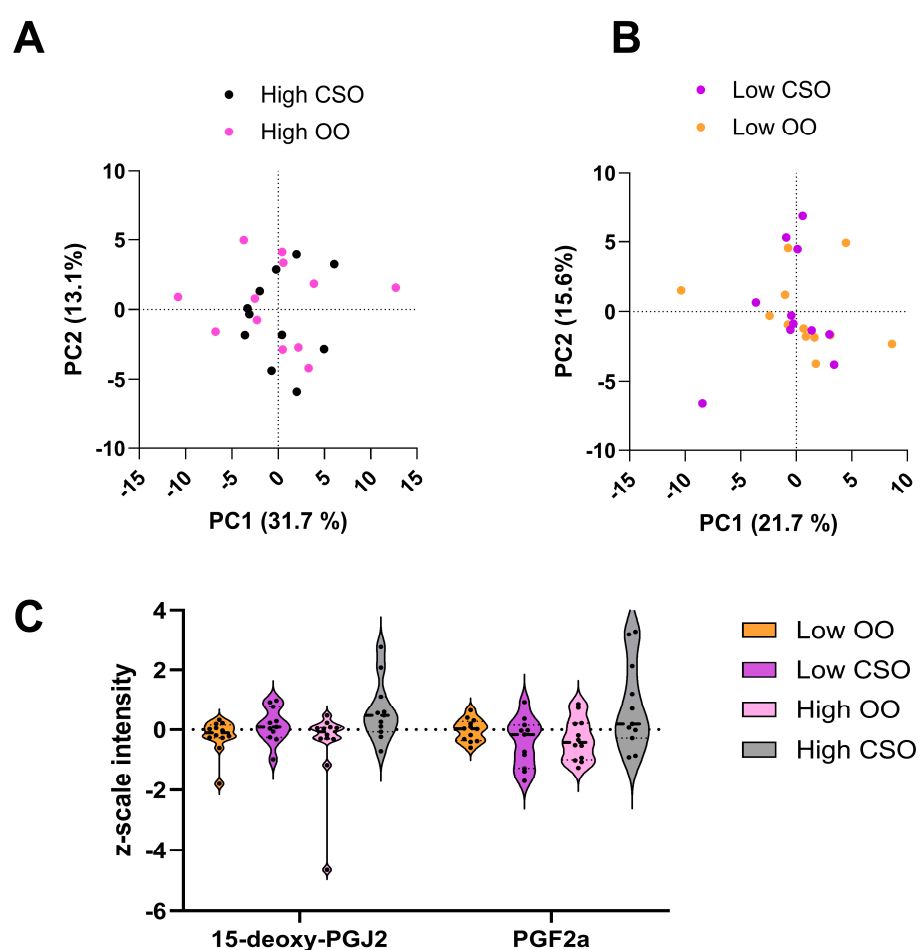 A
High CSO
High OO
10
5
0
-5
-10
-15
-10
-5
0
5
10
15
PC2 (13.1%)
PC1 (31.7 %)
B
Low CSO
Low OO
10
5
0
-5
-10
-15
-10
-5
0
5
10
PC2 (15.6%)
PC1 (21.7 %)
C
4
2
0
-2
-4
-6
z-scale intensity
15-deoxy-PGJ2
PGF2a
Low OO
Low CSO
High OO
High CSO